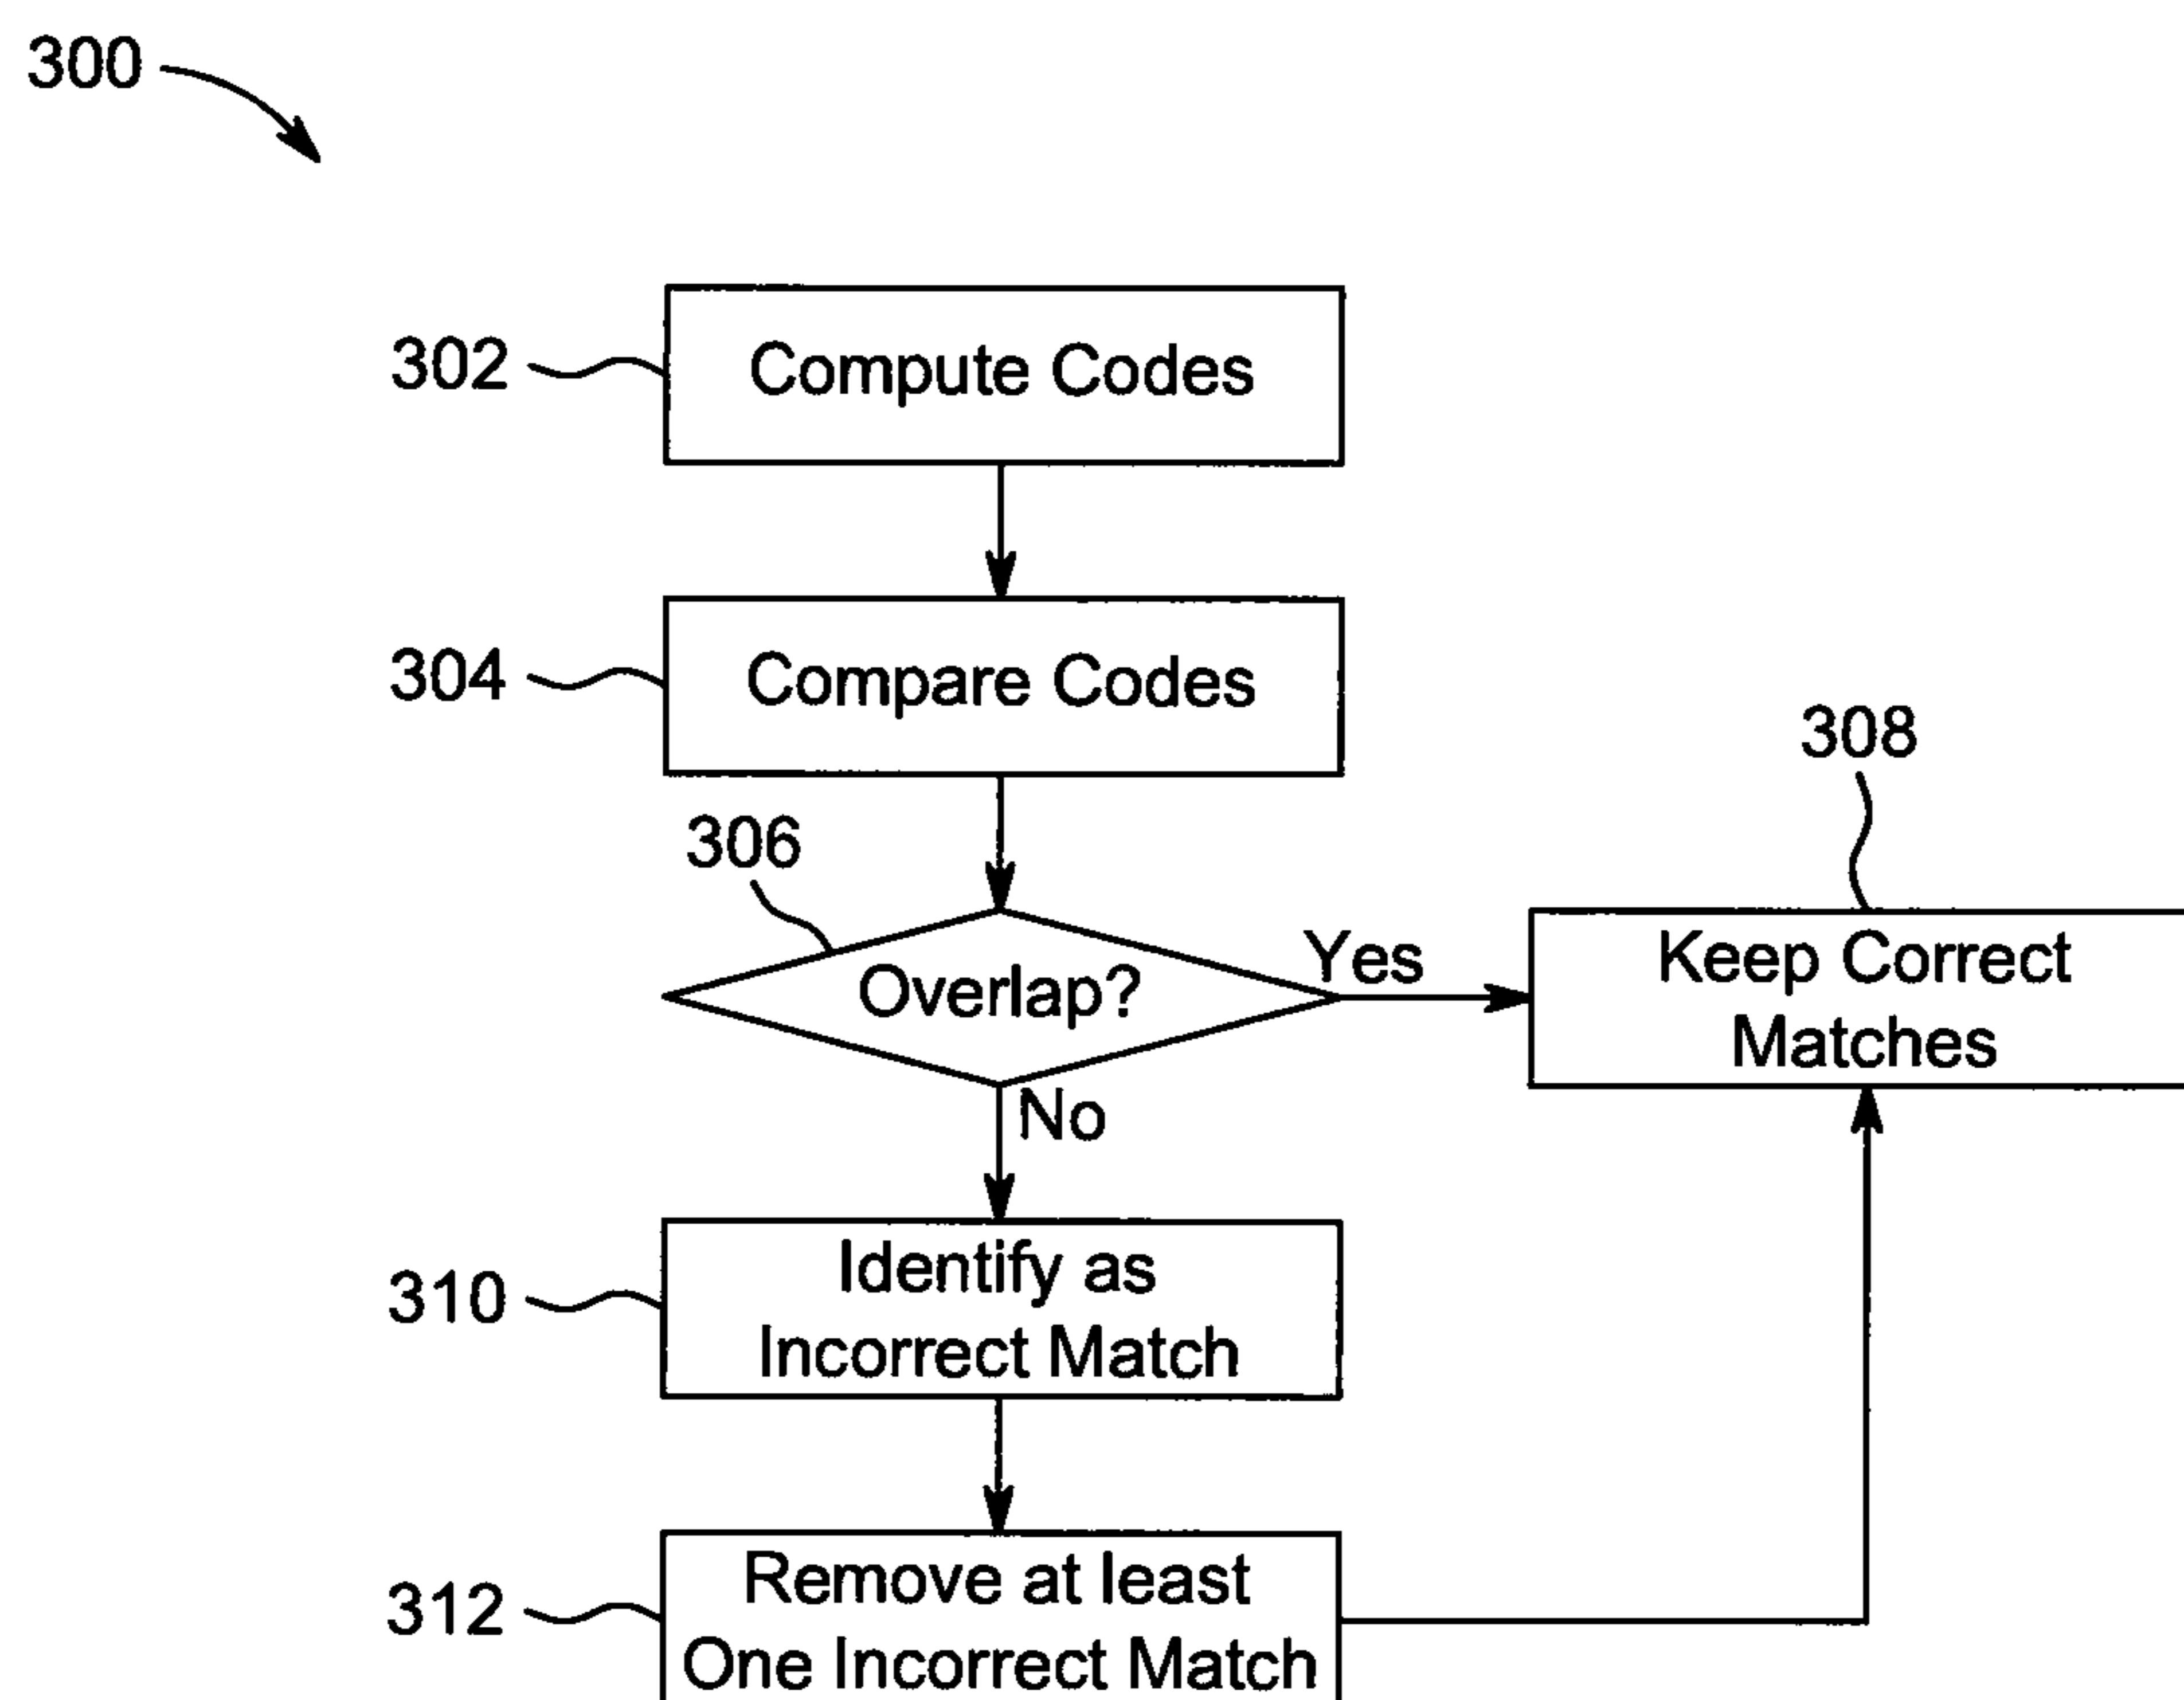 300
302
Compute Codes
304
Compare Codes
306
Overlap?
Yes
308
Keep Correct
Matches
No
310
Identify as
Incorrect Match
312
Remove at least
One Incorrect Match